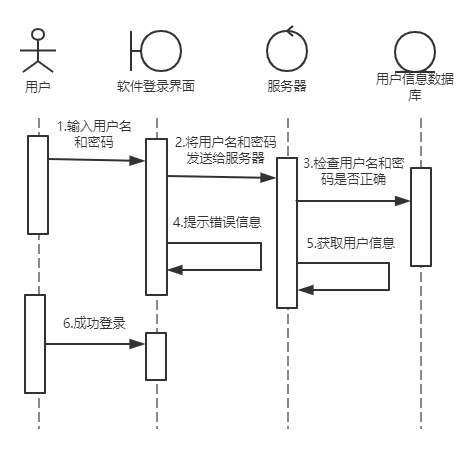 用户
软件登录界面
服务器
用户信息数据
库
1.输入用户名
和密码
2.将用户名和密码
发送给服务器
3.检查用户名和密
码是否正确
4.提示错误信息
5.获取用户信息
6.成功登录